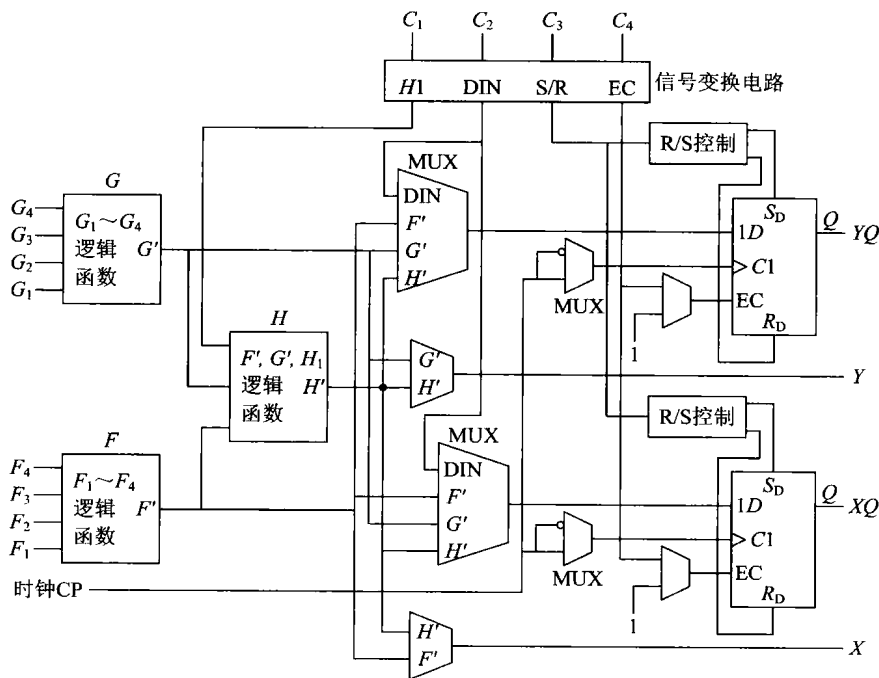 C1 C2 C3 C4
H1 DIN S/R EC
信号变换电路
R/S控制
MUX
DIN
F′
G′
H′
SD
1D
C1
EC
RD
Q
YQ
MUX
1
G
G4
G3
G2
G1
G1～G4
逻辑
函数
G′
H
F′, G′, H1
逻辑
函数
H′
G′
H′
Y
R/S控制
MUX
DIN
F′
G′
H′
SD
1D
C1
EC
RD
Q
XQ
MUX
1
F
F4
F3
F2
F1
F1～F4
逻辑
函数
F′
时钟CP
H′
F′
X